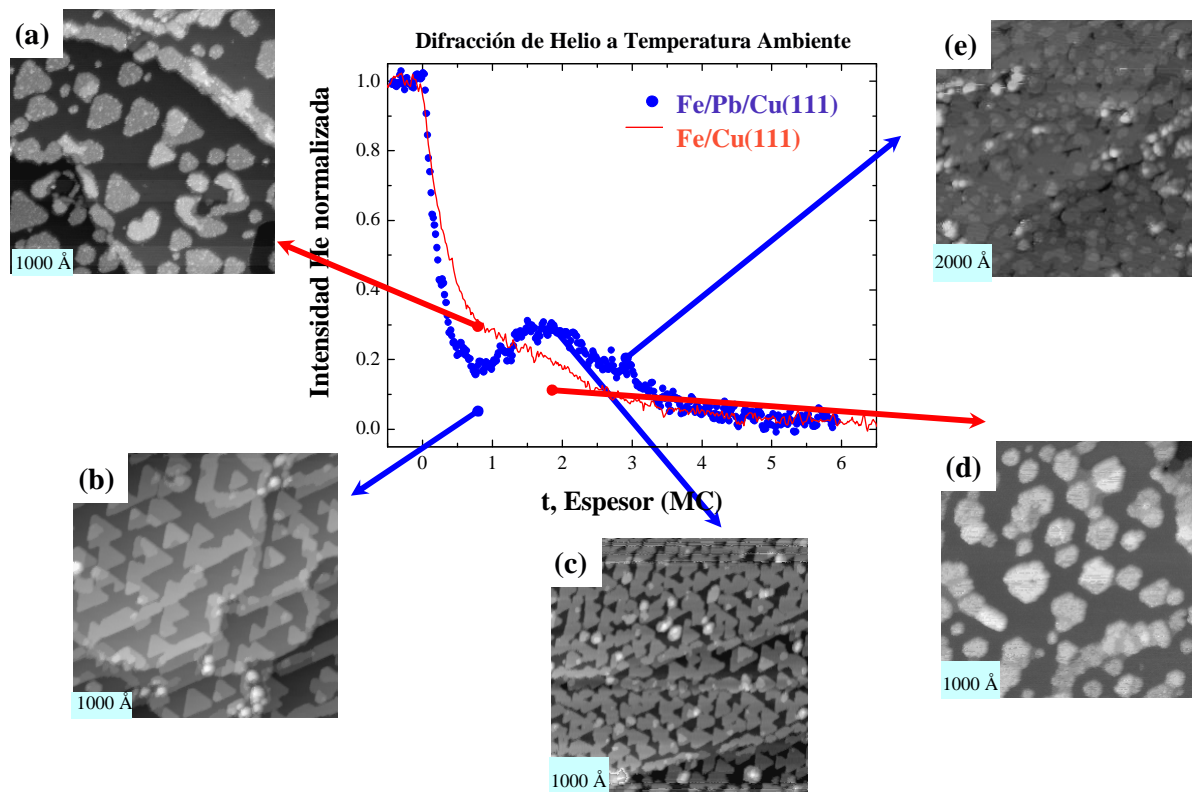 (a)
1000 Å
Difracción de Helio a Temperatura Ambiente
Intensidad He normalizada
1.0
0.8
0.6
0.4
0.2
0.0
Fe/Pb/Cu(111)
Fe/Cu(111)
0 1 2 3 4 5 6
t, Espesor (MC)
(e)
2000 Å
(b)
1000 Å
(c)
1000 Å
(d)
1000 Å